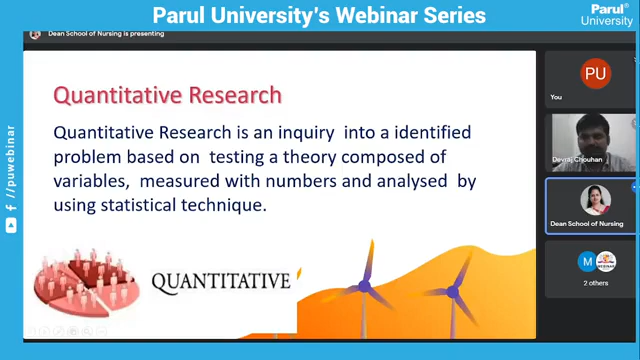 Parul University's Webinar Series
Parul®
University
Dean School of Nursing is presenting
Quantitative Research
Quantitative Research is an inquiry into a identified
problem based on testing a theory composed of
variables, measured with numbers and analysed by
using statistical technique.
QUANTITATIVE
PU
You
Devraj Chouhan
Dean School of Nursing
M
WEBINAR
2 others
/puwebinar